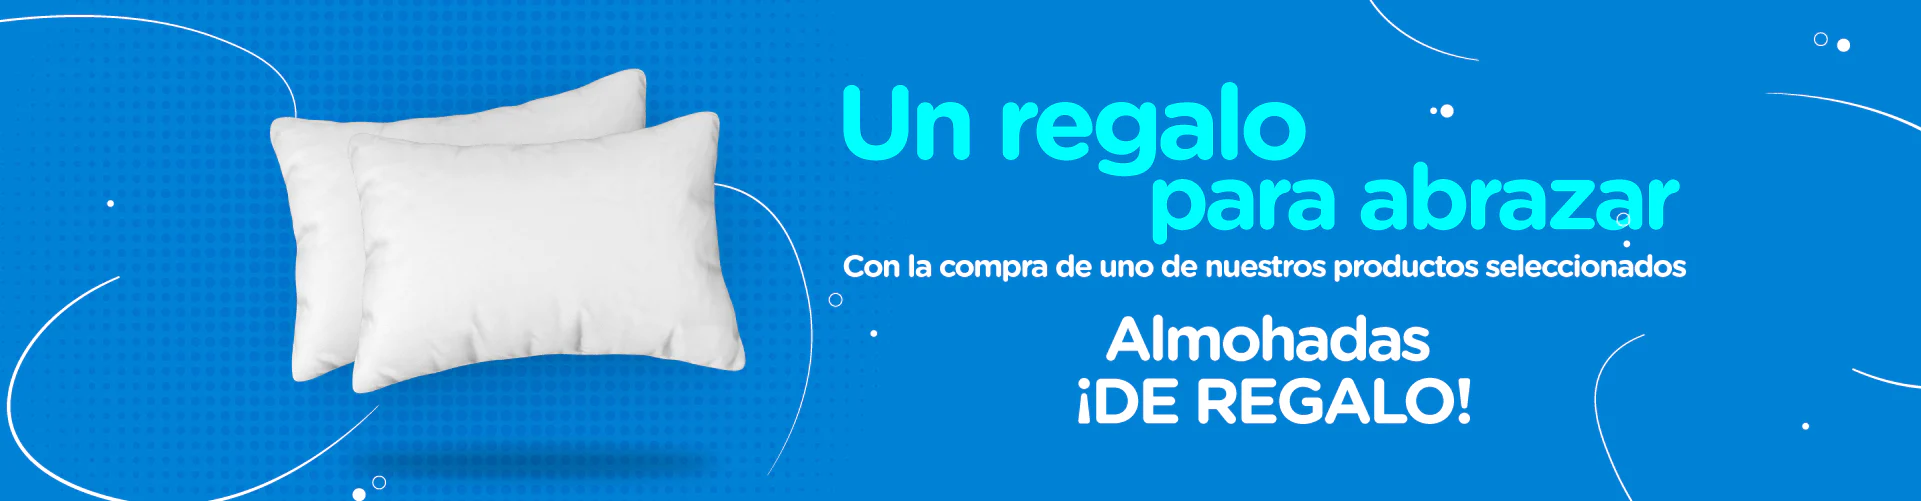 Un regalo
para abrazar
Con la compra de uno de nuestros productos seleccionados
Almohadas
¡DE REGALO!